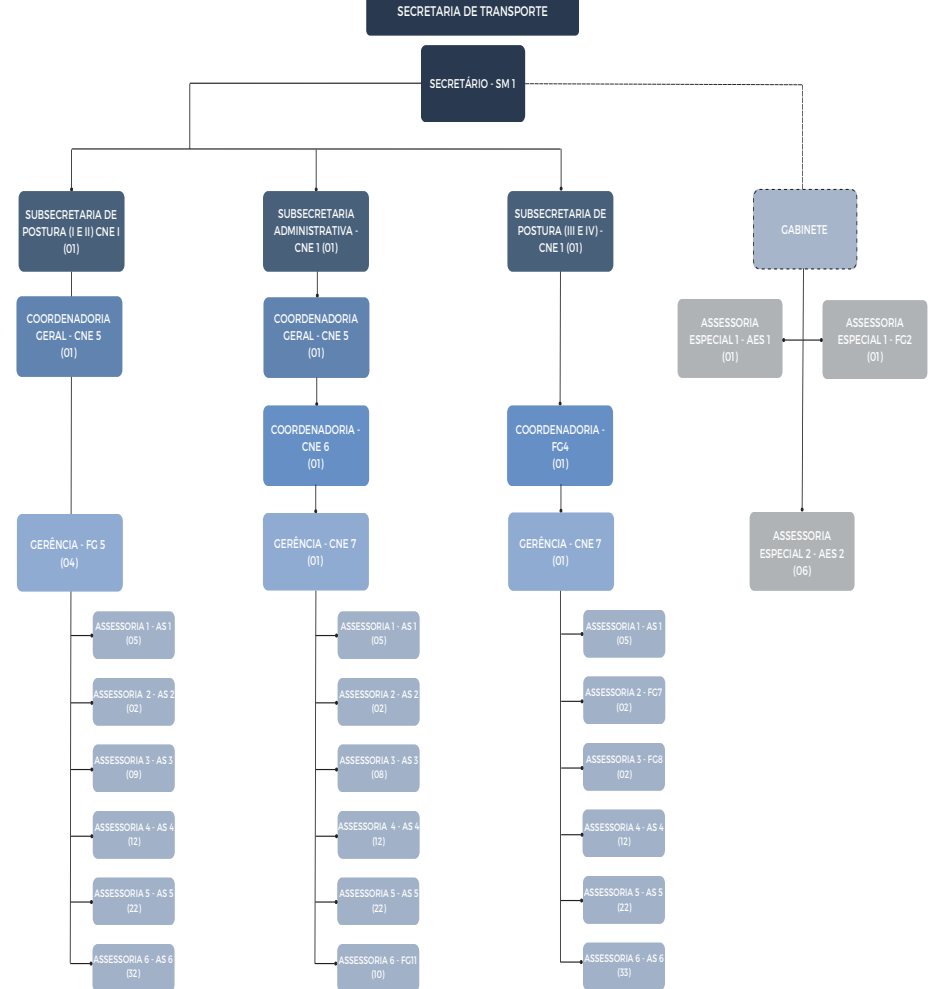 SECRETARIA DE TRANSPORTE
SECRETÁRIO - SM 1
SUBSECRETARIA DE
POSTURA (I E II) CNE I
(01)
SUBSECRETARIA
ADMINISTRATIVA -
CNE 1 (01)
SUBSECRETARIA DE
POSTURA (III E IV) -
CNE 1 (01)
GABINETE
COORDENADORIA
GERAL - CNE 5
(01)
COORDENADORIA
GERAL - CNE 5
(01)
ASSESSORIA
ESPECIAL 1 - AES 1
(01)
ASSESSORIA
ESPECIAL 1 - FG2
(01)
COORDENADORIA -
CNE 6
(01)
COORDENADORIA -
FG4
(01)
GERÊNCIA - FG 5
(04)
GERÊNCIA - CNE 7
(01)
GERÊNCIA - CNE 7
(01)
ASSESSORIA
ESPECIAL 2 - AES 2
(06)
ASSESSORIA 1 - AS 1
(05)
ASSESSORIA 2 - AS 2
(02)
ASSESSORIA 3 - AS 3
(09)
ASSESSORIA 4 - AS 4
(12)
ASSESSORIA 5 - AS 5
(22)
ASSESSORIA 6 - AS 6
(32)
ASSESSORIA 1 - AS 1
(05)
ASSESSORIA 2 - AS 2
(02)
ASSESSORIA 3 - AS 3
(08)
ASSESSORIA 4 - AS 4
(12)
ASSESSORIA 5 - AS 5
(22)
ASSESSORIA 6 - FG11
(10)
ASSESSORIA 1 - AS 1
(05)
ASSESSORIA 2 - FG7
(02)
ASSESSORIA 3 - FG8
(02)
ASSESSORIA 4 - AS 4
(12)
ASSESSORIA 5 - AS 5
(22)
ASSESSORIA 6 - AS 6
(33)